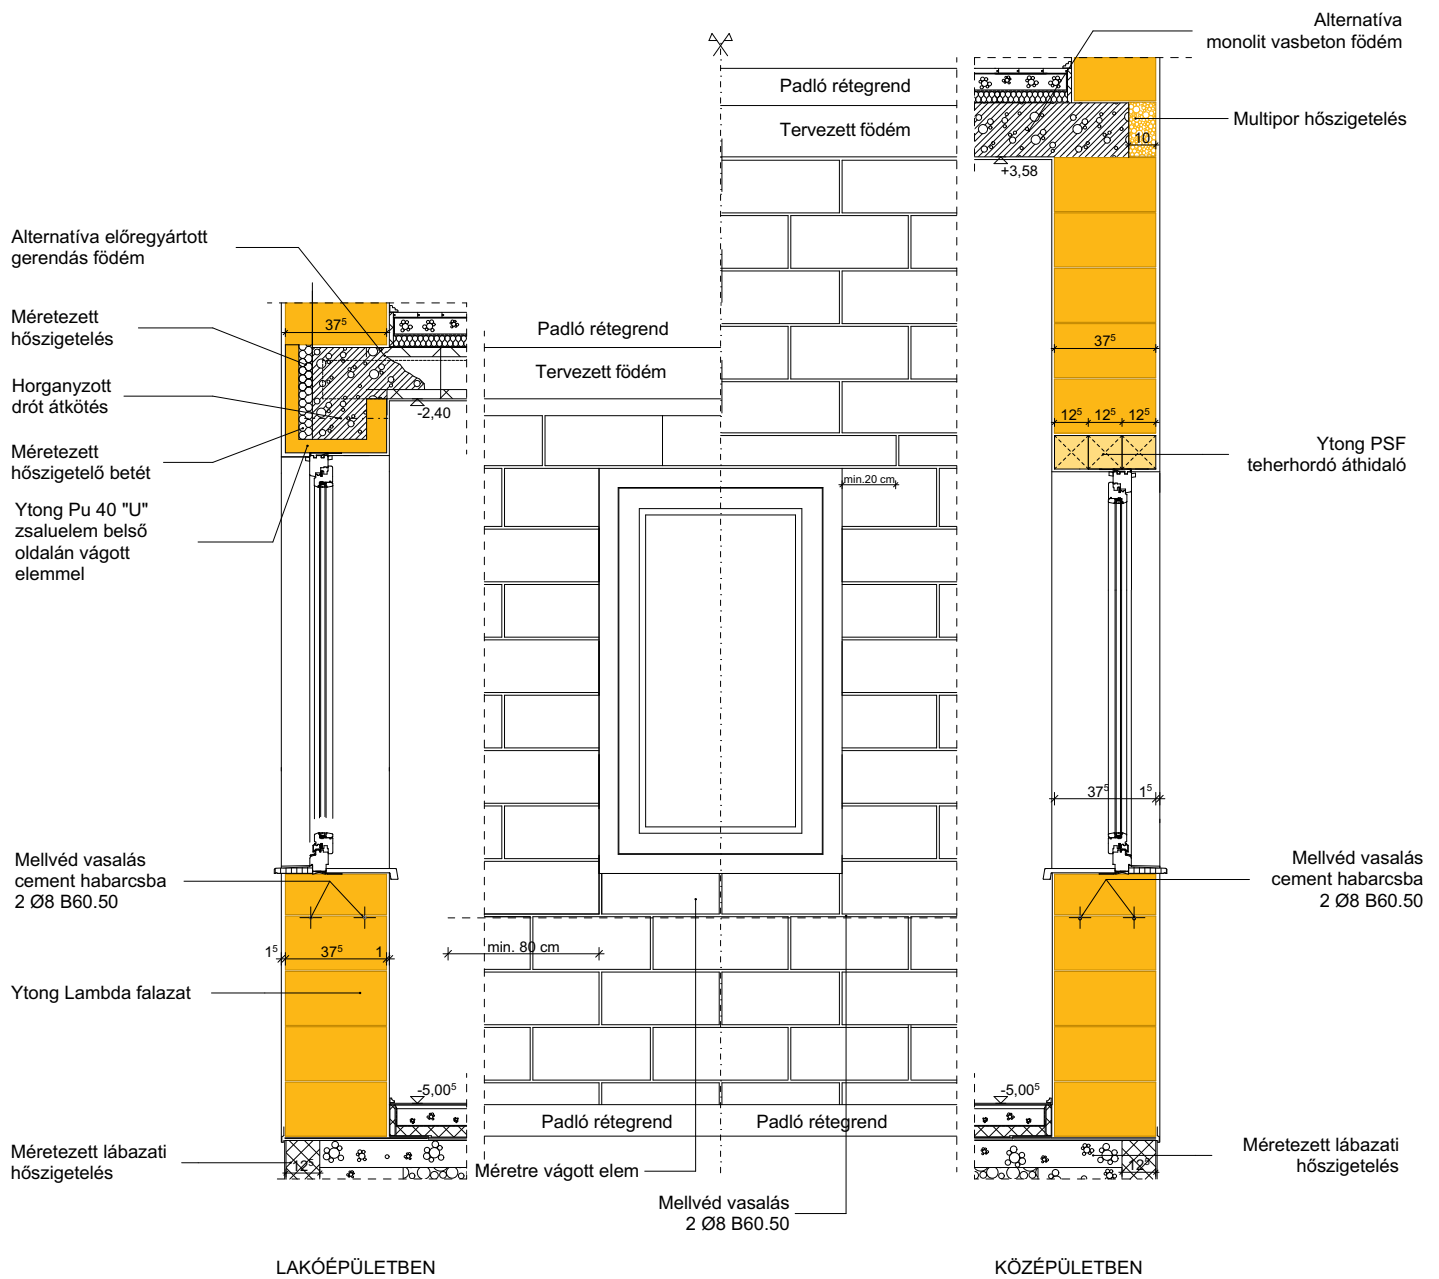 Alternatíva
monolit vasbeton födém
Padló rétegrend
Multipor hőszigetelés
Tervezett födém
10
+3,58
Alternatíva előregyártott
gerendás födém
Méretezett
hőszigetelés
37⁵
Padló rétegrend
37⁵
Horganyzott
drót átkötés
Tervezett födém
-2,40
12⁵ 12⁵ 12⁵
Méretezett
hőszigetelő betét
Ytong PSF
teherhordó áthidaló
min.20 cm
Ytong Pu 40 "U"
zsaluelem belső
oldalán vágott
elemmel
37⁵ 1⁵
Mellvéd vasalás
cement habarcsba
2 Ø8 B60.50
Mellvéd vasalás
cement habarcsba
2 Ø8 B60.50
1⁵ 37⁵ 1
min. 80 cm
Ytong Lambda falazat
-5,00⁵
-5,00⁵
Padló rétegrend
Padló rétegrend
Méretezett lábazati
hőszigetelés
12⁵
Méretre vágott elem
12⁵
Méretezett lábazati
hőszigetelés
Mellvéd vasalás
2 Ø8 B60.50
LAKÓÉPÜLETBEN
KÖZÉPÜLETBEN